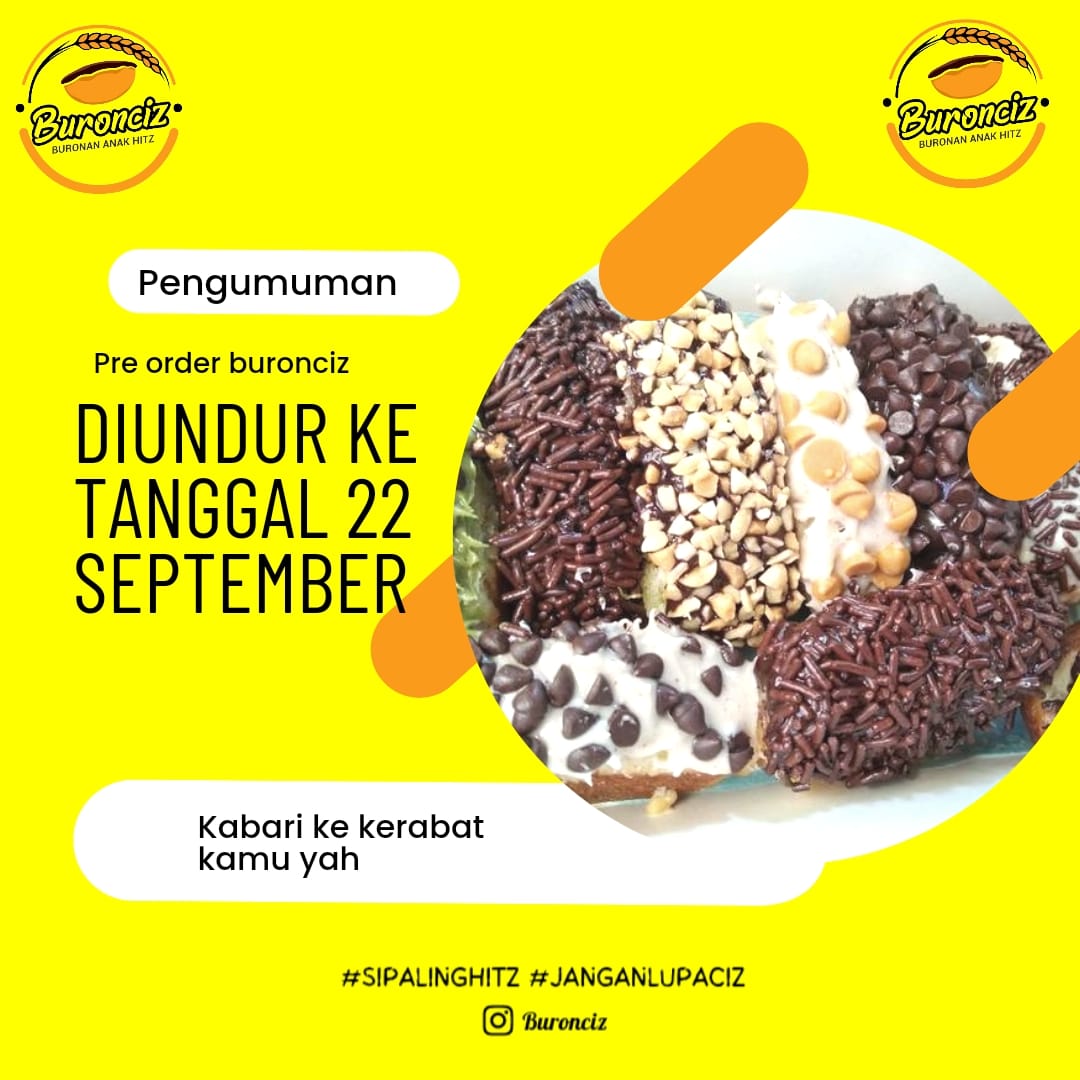 Buronciz
BURONAN ANAK HITZ
Buronciz
BURONAN ANAK HITZ
Pengumuman
Pre order buronciz
DIUNDUR KE
TANGGAL 22
SEPTEMBER
Kabari ke kerabat
kamu yah
#SIPALINGHITZ #JANGANLUPACIZ
Buronciz